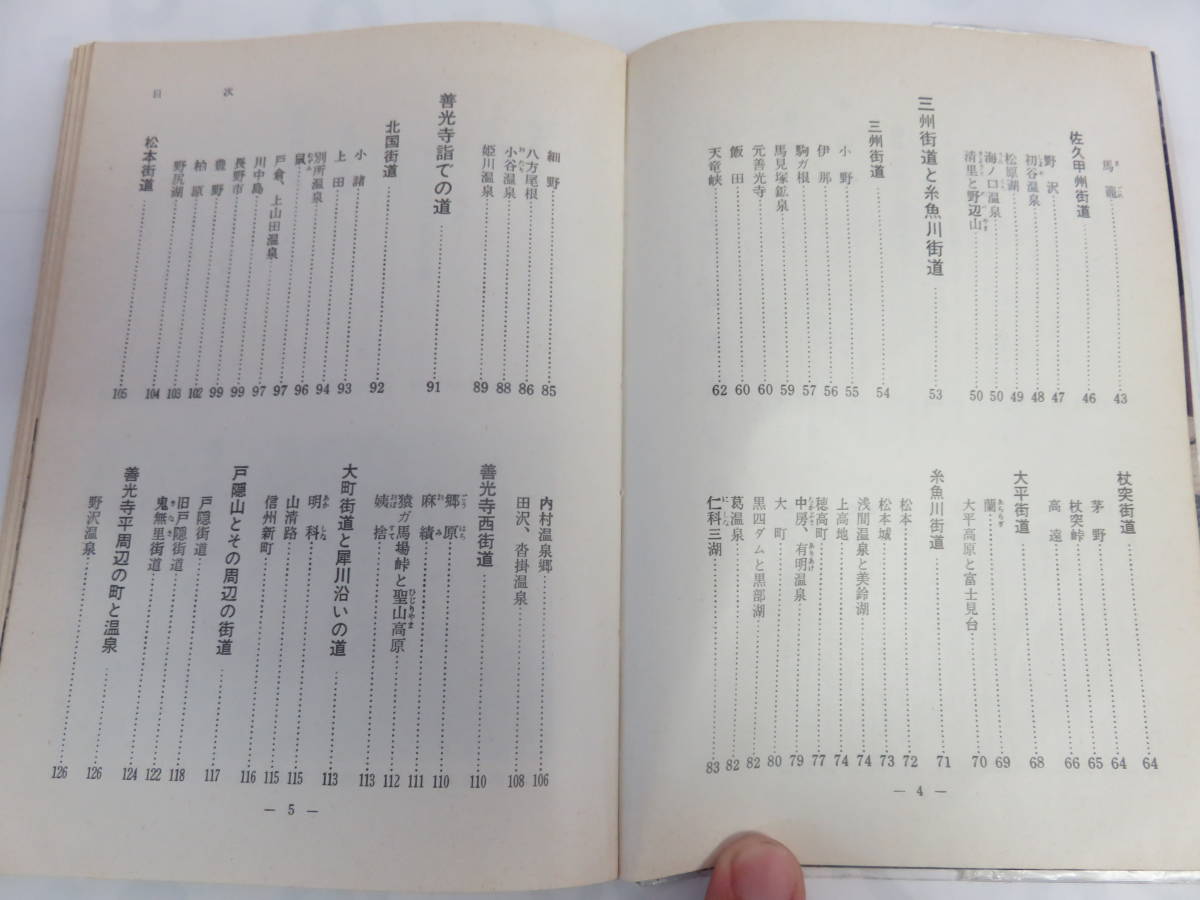 馬籠 43
佐久甲州街道 46
野沢 47
初谷温泉 48
松原湖 49
海ノ口温泉 50
清里と野辺山 50
三州街道と糸魚川街道 53
三州街道 54
小野 55
伊那 56
駒ガ根 57
馬見塚鉱泉 59
元善光寺 60
飯田 60
天竜峡 62
杖突街道 64
茅野 64
杖突峠 65
高遠 66
大平街道 68
蘭 69
大平高原と富士見台 70
糸魚川街道 71
松本 72
松本城 73
浅間温泉と美鈴湖 74
上高地 74
穂高町 77
中房、有明温泉 79
大町 80
黒四ダムと黒部湖 82
葛温泉 82
仁科三湖 83
— 4 —
細野 85
八方尾根 86
小谷温泉 88
姫川温泉 89
善光寺詣での道 91
北国街道 92
小諸 93
上田 94
別所温泉 96
鼠 97
戸倉、上山田温泉 97
川中島 99
長野市 99
豊野 102
柏原 103
野尻湖 104
松本街道 105
目次
内村温泉郷 106
田沢、沓掛温泉 108
善光寺西街道 110
郷原 110
麻績 111
猿ガ馬場峠と聖山高原 112
姨捨 113
大町街道と犀川沿いの道 113
明科 115
山清路 115
信州新町 116
戸隠山とその周辺の街道 117
戸隠街道 118
旧戸隠街道 122
鬼無里街道 124
善光寺平周辺の町と温泉 126
野沢温泉 126
— 5 —